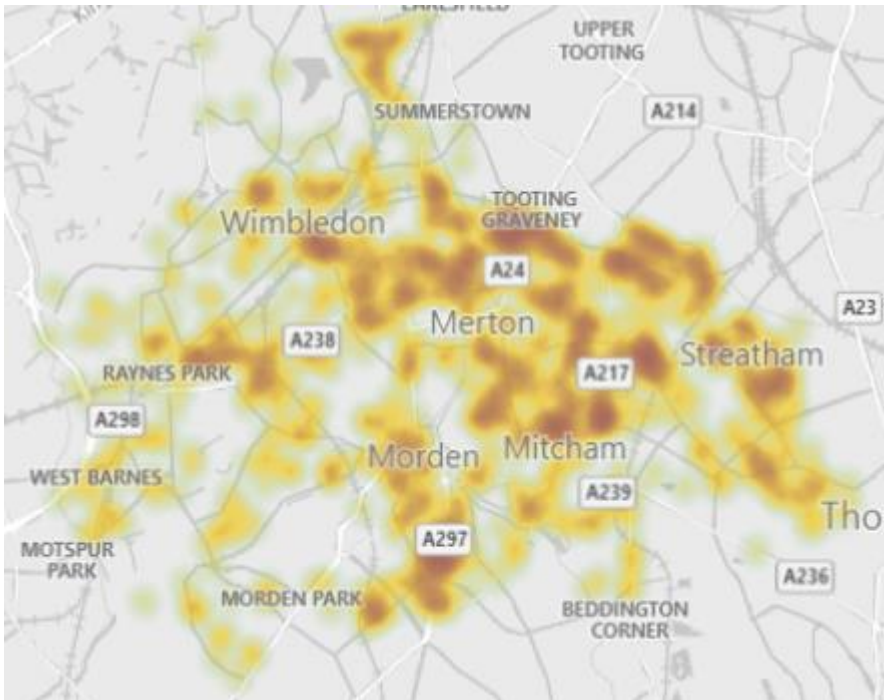 UPPER
TOOTING
SUMMERSTOWN
A214
TOOTING
GRAVENEY
Wimbledon
A24
A23
Merton
A238
Streatham
RAYNES PARK
A217
A298
Morden
Mitcham
WEST BARNES
A239
Tho
A297
MOTSPUR
PARK
A236
MORDEN PARK
BEDDINGTON
CORNER